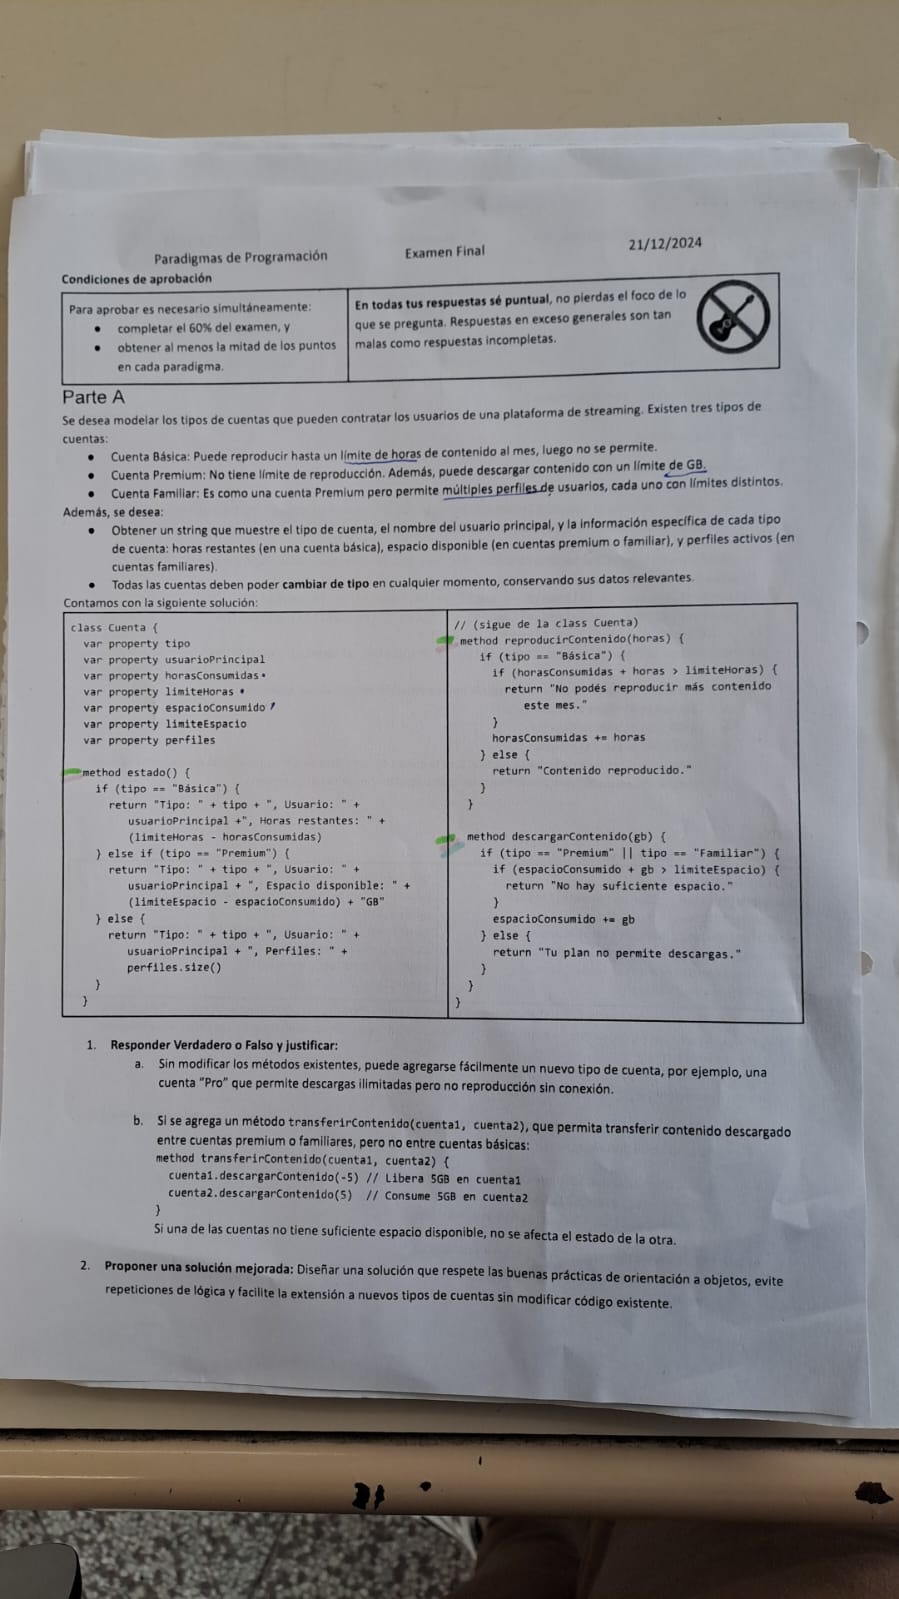 Paradigmas de Programación Examen Final 21/12/2024
Condiciones de aprobación
Para aprobar es necesario simultáneamente:
● completar el 60% del examen, y
● obtener al menos la mitad de los puntos
en cada paradigma.
En todas tus respuestas sé puntual, no pierdas el foco de lo
que se pregunta. Respuestas en exceso generales son tan
malas como respuestas incompletas.
Parte A
Se desea modelar los tipos de cuentas que pueden contratar los usuarios de una plataforma de streaming. Existen tres tipos de
cuentas:
● Cuenta Básica: Puede reproducir hasta un límite de horas de contenido al mes, luego no se permite.
● Cuenta Premium: No tiene límite de reproducción. Además, puede descargar contenido con un límite de GB.
● Cuenta Familiar: Es como una cuenta Premium pero permite múltiples perfiles de usuarios, cada uno con límites distintos.
Además, se desea:
● Obtener un string que muestre el tipo de cuenta, el nombre del usuario principal, y la información específica de cada tipo
de cuenta: horas restantes (en una cuenta básica), espacio disponible (en cuentas premium o familiar), y perfiles activos (en
cuentas familiares).
● Todas las cuentas deben poder cambiar de tipo en cualquier momento, conservando sus datos relevantes.
Contamos con la siguiente solución:
class Cuenta {
var property tipo
var property usuarioPrincipal
var property horasConsumidas
var property limiteHoras
var property espacioConsumido
var property limiteEspacio
var property perfiles
method estado() {
if (tipo == "Básica") {
return "Tipo: " + tipo + ", Usuario: " +
usuarioPrincipal +", Horas restantes: " +
(limiteHoras - horasConsumidas)
} else if (tipo == "Premium") {
return "Tipo: " + tipo + ", Usuario: " +
usuarioPrincipal + ", Espacio disponible: " +
(limiteEspacio - espacioConsumido) + "GB"
} else {
return "Tipo: " + tipo + ", Usuario: " +
usuarioPrincipal + ", Perfiles: " +
perfiles.size()
}
}
// (sigue de la class Cuenta)
method reproducirContenido(horas) {
if (tipo == "Básica") {
if (horasConsumidas + horas > limiteHoras) {
return "No podés reproducir más contenido
este mes."
}
horasConsumidas += horas
} else {
return "Contenido reproducido."
}
}
method descargarContenido(gb) {
if (tipo == "Premium" || tipo == "Familiar") {
if (espacioConsumido + gb > limiteEspacio) {
return "No hay suficiente espacio."
}
espacioConsumido += gb
} else {
return "Tu plan no permite descargas."
}
}
}
1. Responder Verdadero o Falso y justificar:
a. Sin modificar los métodos existentes, puede agregarse fácilmente un nuevo tipo de cuenta, por ejemplo, una
cuenta "Pro" que permite descargas ilimitadas pero no reproducción sin conexión.
b. Si se agrega un método transferirContenido(cuenta1, cuenta2), que permita transferir contenido descargado
entre cuentas premium o familiares, pero no entre cuentas básicas:
method transferirContenido(cuenta1, cuenta2) {
cuenta1.descargarContenido(-5) // Libera 5GB en cuenta1
cuenta2.descargarContenido(5) // Consume 5GB en cuenta2
}
Si una de las cuentas no tiene suficiente espacio disponible, no se afecta el estado de la otra.
2. Proponer una solución mejorada: Diseñar una solución que respete las buenas prácticas de orientación a objetos, evite
repeticiones de lógica y facilite la extensión a nuevos tipos de cuentas sin modificar código existente.